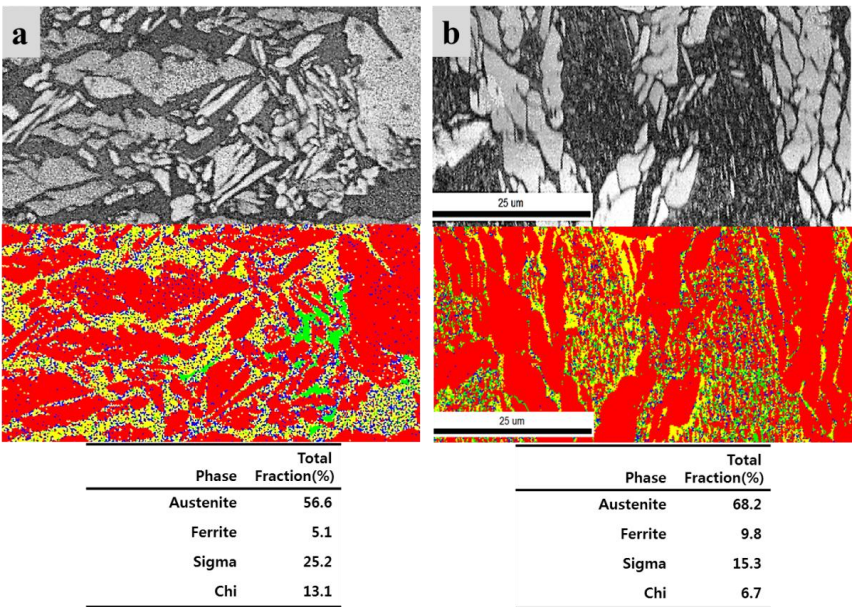 a
b
25 um
25 um
Phase Total Fraction(%)
Austenite 56.6
Ferrite 5.1
Sigma 25.2
Chi 13.1
Phase Total Fraction(%)
Austenite 68.2
Ferrite 9.8
Sigma 15.3
Chi 6.7